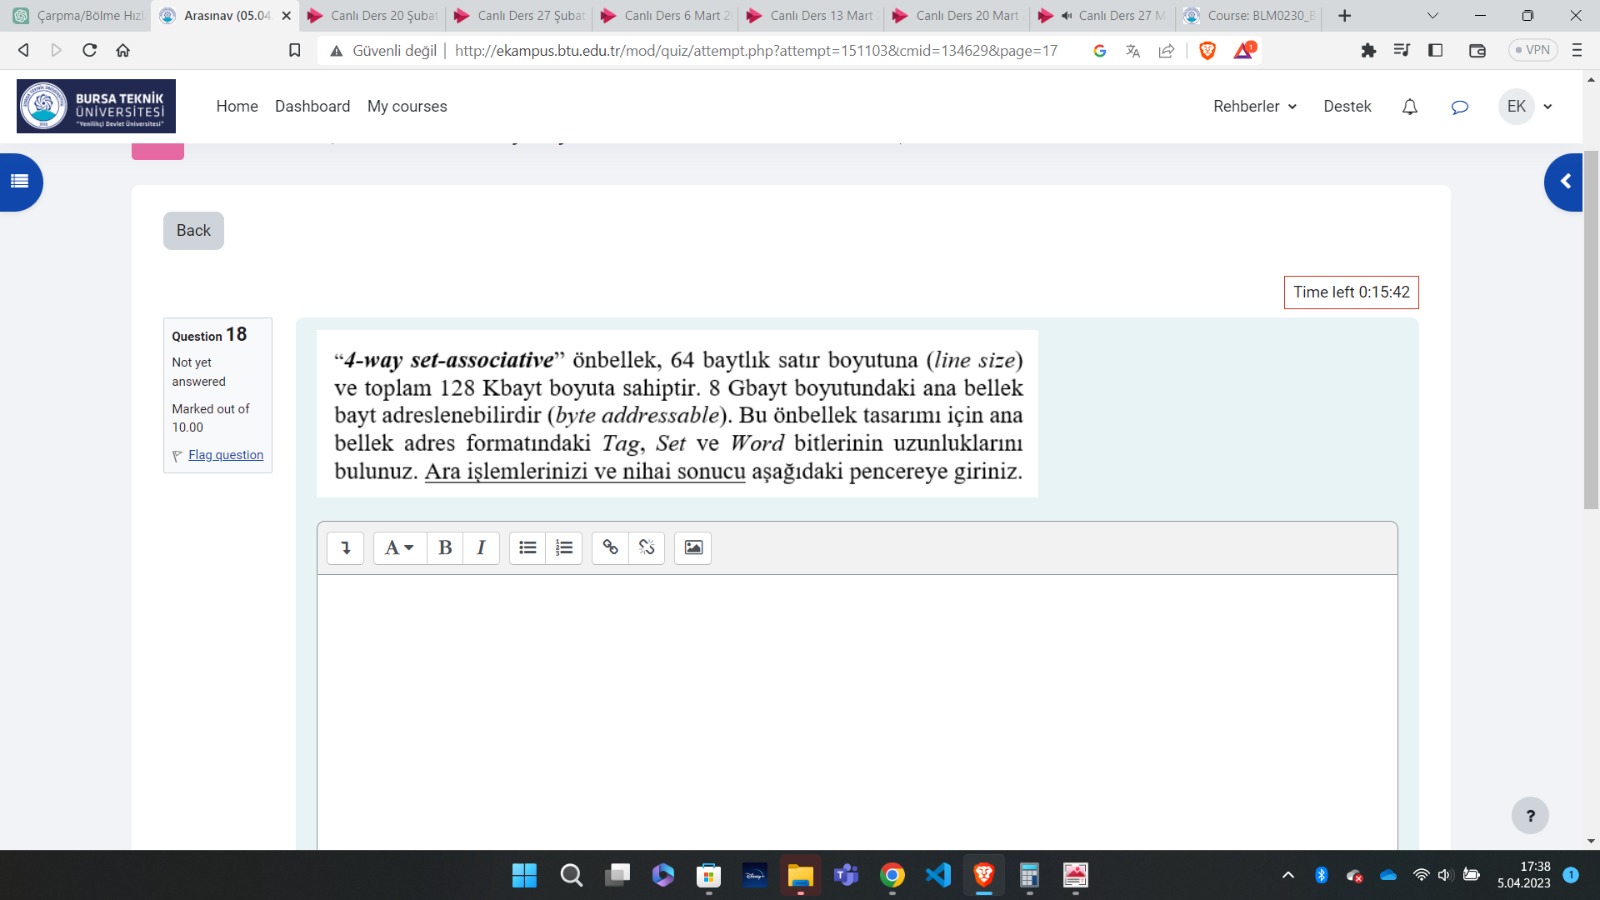 Çarpma/Bölme Hızl
Arasınav (05.04
Canlı Ders 20 Şubat
Canlı Ders 27 Şubat
Canlı Ders 6 Mart 2
Canlı Ders 13 Mart
Canlı Ders 20 Mart
Canlı Ders 27 M
Course: BLM0230_B
Güvenli değil
http://ekampus.btu.edu.tr/mod/quiz/attempt.php?attempt=151103&cmid=134629&page=17
1
VPN
BURSA TEKNİK
ÜNİVERSİTESİ
"Yenilikçi Devlet Üniversitesi"
Home Dashboard My courses
Rehberler Destek EK
Back
Time left 0:15:42
Question 18
Not yet
answered
Marked out of
10.00
Flag question
“4-way set-associative” önbellek, 64 baytlık satır boyutuna (line size)
ve toplam 128 Kbayt boyuta sahiptir. 8 Gbayt boyutundaki ana bellek
bayt adreslenebilirdir (byte addressable). Bu önbellek tasarımı için ana
bellek adres formatındaki Tag, Set ve Word bitlerinin uzunluklarını
bulunuz. Ara işlemlerinizi ve nihai sonucu aşağıdaki pencereye giriniz.
A B I
?
Disney+
17:38
5.04.2023
1